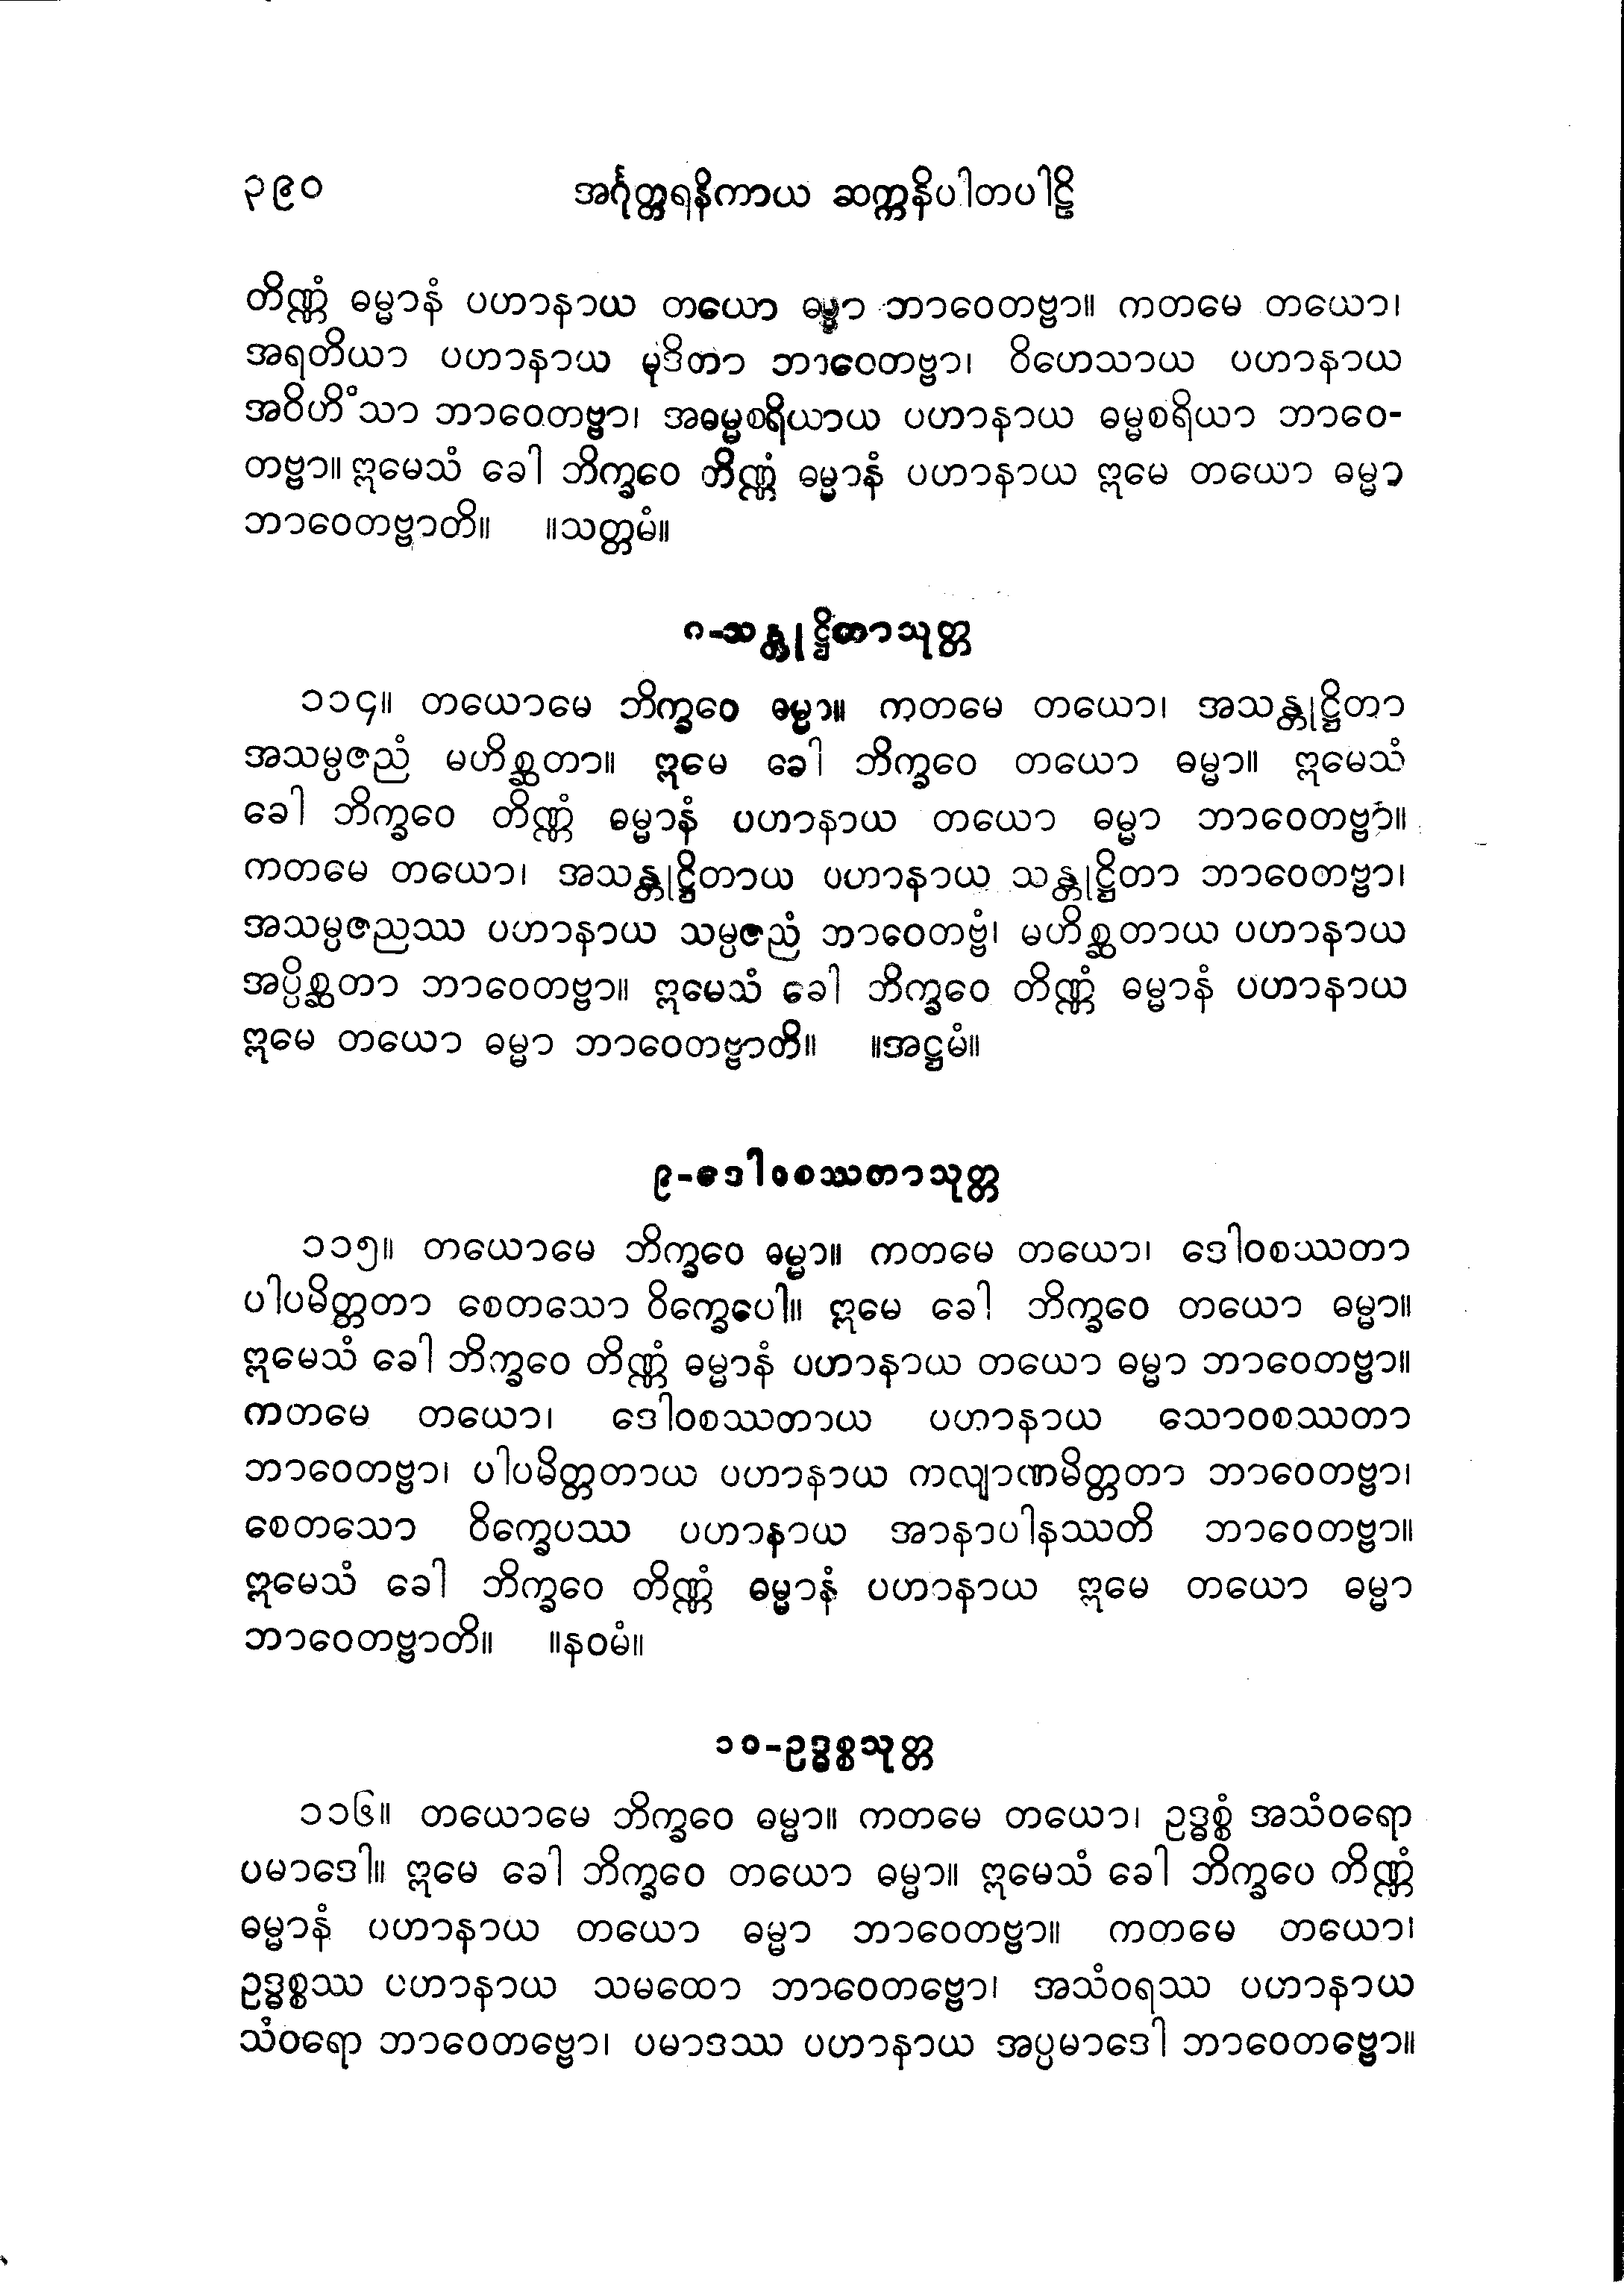 ၃၉၀ အင်္ဂုတ္တရနိကာယ ဆက္ကနိပါတပါဠိ
တိဏ္ဏံ ဓမ္မာနံ ပဟာနာယ တယော ဓမ္မာ ဘာဝေတဗ္ဗာ။ ကတမေ တယော၊
အရတိယာ ပဟာနာယ မုဒိတာ ဘာဝေတဗ္ဗာ၊ ဝိဟေသာယ ပဟာနာယ
အဝိဟိံသာ ဘာဝေတဗ္ဗာ၊ အဓမ္မစရိယာယ ပဟာနာယ ဓမ္မစရိယာ ဘာဝေ-
တဗ္ဗာ။ ဣမေသံ ခေါ ဘိက္ခဝေ တိဏ္ဏံ ဓမ္မာနံ ပဟာနာယ ဣမေ တယော ဓမ္မာ
ဘာဝေတဗ္ဗာတိ။ ။သတ္တမံ။
၈-သန္တုဋ္ဌိတာသုတ္တ
၁၁၄။ တယောမေ ဘိက္ခဝေ ဓမ္မာ။ ကတမေ တယော၊ အသန္တုဋ္ဌိတာ
အသမ္ပဇညံ မဟိစ္ဆတာ။ ဣမေ ခေါ ဘိက္ခဝေ တယော ဓမ္မာ။ ဣမေသံ
ခေါ ဘိက္ခဝေ တိဏ္ဏံ ဓမ္မာနံ ပဟာနာယ တယော ဓမ္မာ ဘာဝေတဗ္ဗာ။
ကတမေ တယော၊ အသန္တုဋ္ဌိတာယ ပဟာနာယ သန္တုဋ္ဌိတာ ဘာဝေတဗ္ဗာ၊
အသမ္ပဇညဿ ပဟာနာယ သမ္ပဇညံ ဘာဝေတဗ္ဗံ၊ မဟိစ္ဆတာယ ပဟာနာယ
အပ္ပိစ္ဆတာ ဘာဝေတဗ္ဗာ။ ဣမေသံ ခေါ ဘိက္ခဝေ တိဏ္ဏံ ဓမ္မာနံ ပဟာနာယ
ဣမေ တယော ဓမ္မာ ဘာဝေတဗ္ဗာတိ။ ။အဋ္ဌမံ။
၉-ဒေါဝစဿတာသုတ္တ
၁၁၅။ တယောမေ ဘိက္ခဝေ ဓမ္မာ။ ကတမေ တယော၊ ဒေါဝစဿတာ
ပါပမိတ္တတာ စေတသော ဝိက္ခေပေါ။ ဣမေ ခေါ ဘိက္ခဝေ တယော ဓမ္မာ။
ဣမေသံ ခေါ ဘိက္ခဝေ တိဏ္ဏံ ဓမ္မာနံ ပဟာနာယ တယော ဓမ္မာ ဘာဝေတဗ္ဗာ။
ကတမေ တယော၊ ဒေါဝစဿတာယ ပဟာနာယ သောဝစဿတာ
ဘာဝေတဗ္ဗာ၊ ပါပမိတ္တတာယ ပဟာနာယ ကလျာဏမိတ္တတာ ဘာဝေတဗ္ဗာ၊
စေတသော ဝိက္ခေပဿ ပဟာနာယ အာနာပါနဿတိ ဘာဝေတဗ္ဗာ။
ဣမေသံ ခေါ ဘိက္ခဝေ တိဏ္ဏံ ဓမ္မာနံ ပဟာနာယ ဣမေ တယော ဓမ္မာ
ဘာဝေတဗ္ဗာတိ။ ။နဝမံ။
၁၀-ဥဒ္ဓစ္စသုတ္တ
၁၁၆။ တယောမေ ဘိက္ခဝေ ဓမ္မာ။ ကတမေ တယော၊ ဥဒ္ဓစ္စံ အသံဝရော
ပမာဒေါ။ ဣမေ ခေါ ဘိက္ခဝေ တယော ဓမ္မာ။ ဣမေသံ ခေါ ဘိက္ခပေ တိဏ္ဏံ
ဓမ္မာနံ ပဟာနာယ တယော ဓမ္မာ ဘာဝေတဗ္ဗာ။ ကတမေ တယော၊
ဥဒ္ဓစ္စဿ ပဟာနာယ သမထော ဘာဝေတဗ္ဗော၊ အသံဝရဿ ပဟာနာယ
သံဝရော ဘာဝေတဗ္ဗော၊ ပမာဒဿ ပဟာနာယ အပ္ပမာဒေါ ဘာဝေတဗ္ဗော။